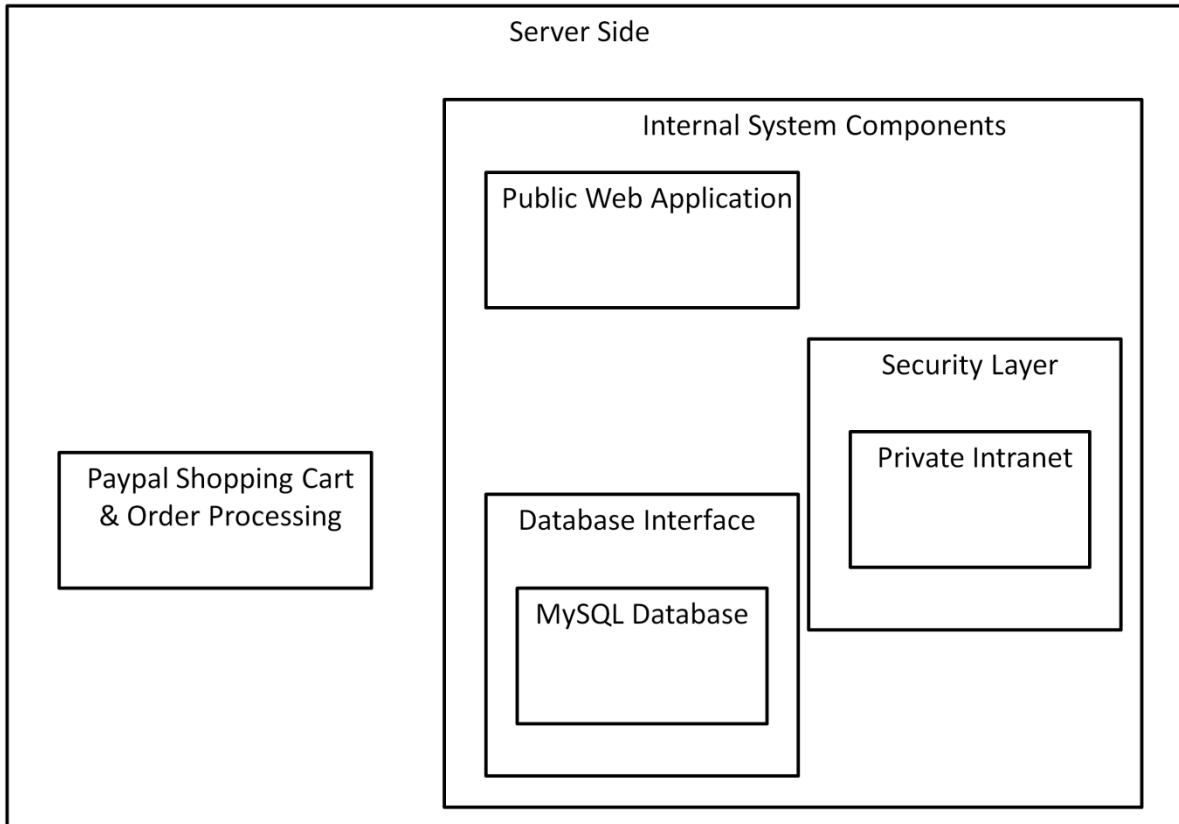 Server Side
Internal System Components
Public Web Application
Security Layer
Private Intranet
Paypal Shopping Cart
& Order Processing
Database Interface
MySQL Database